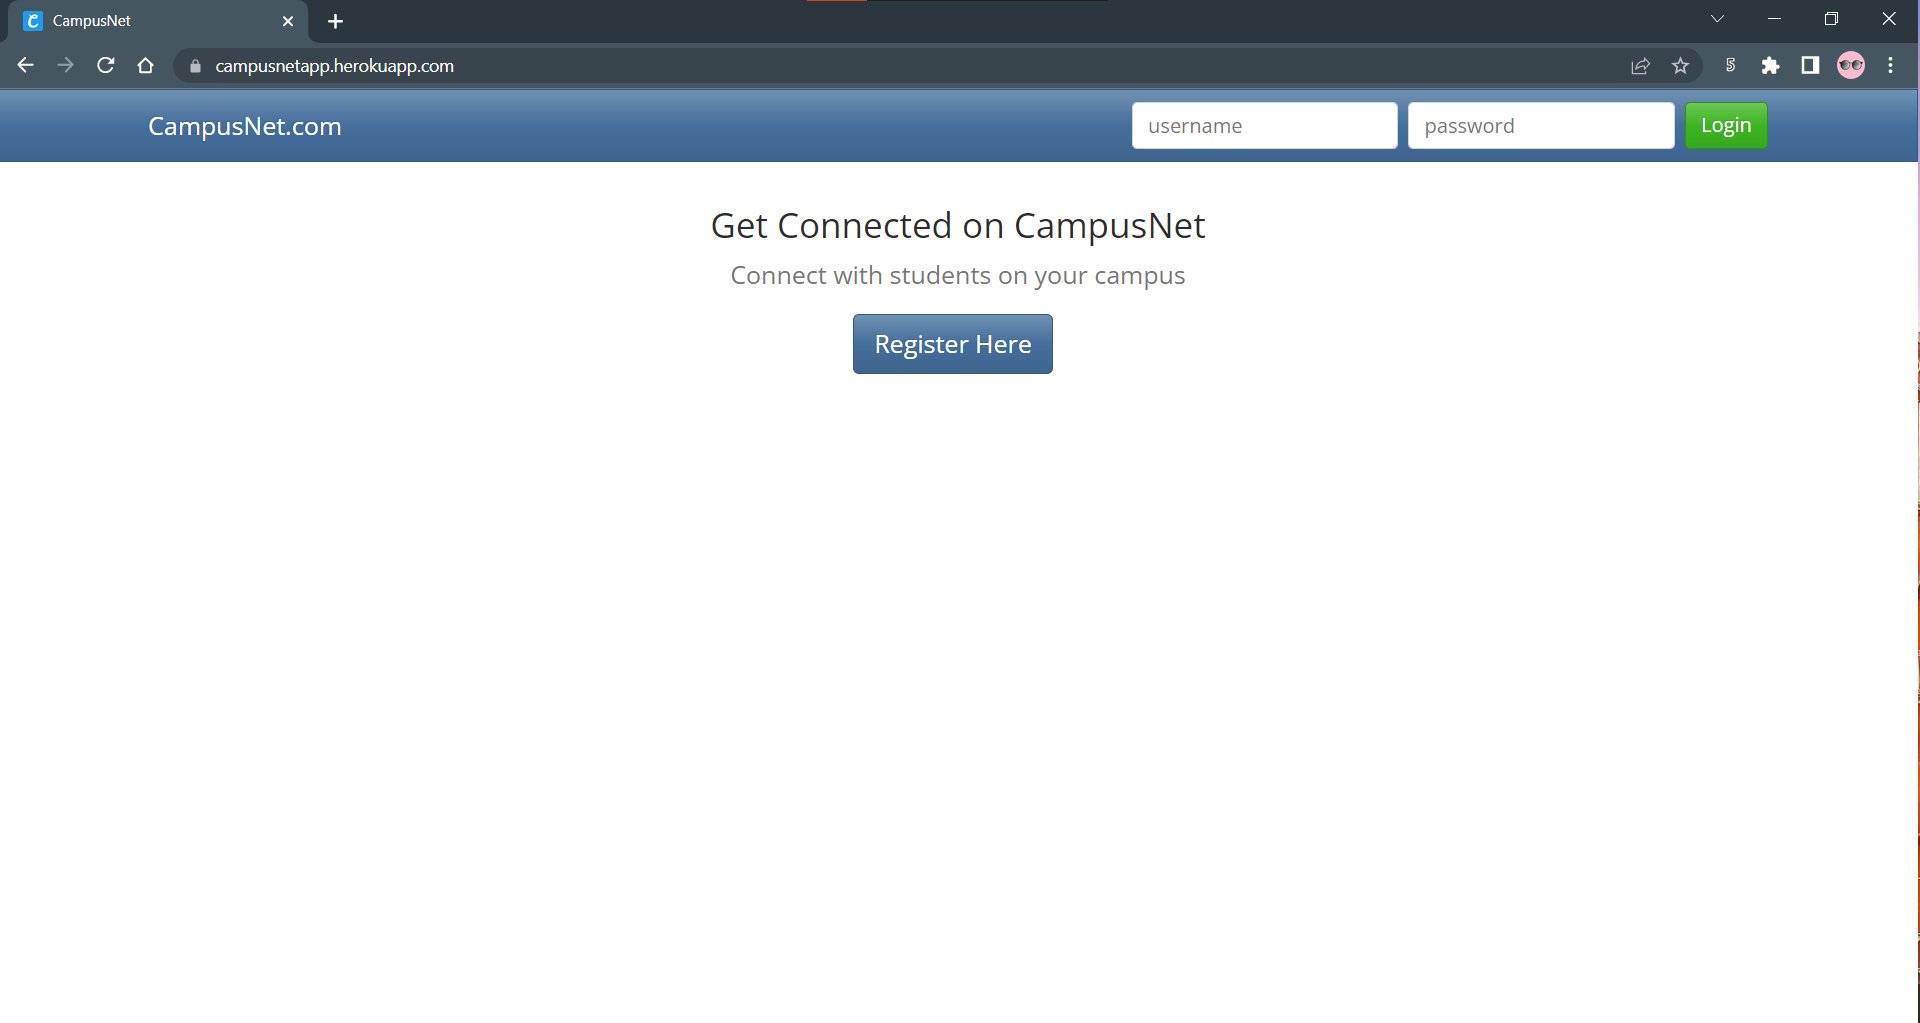 CampusNet
campusnetapp.herokuapp.com
CampusNet.com
username
password
Login
Get Connected on CampusNet
Connect with students on your campus
Register Here